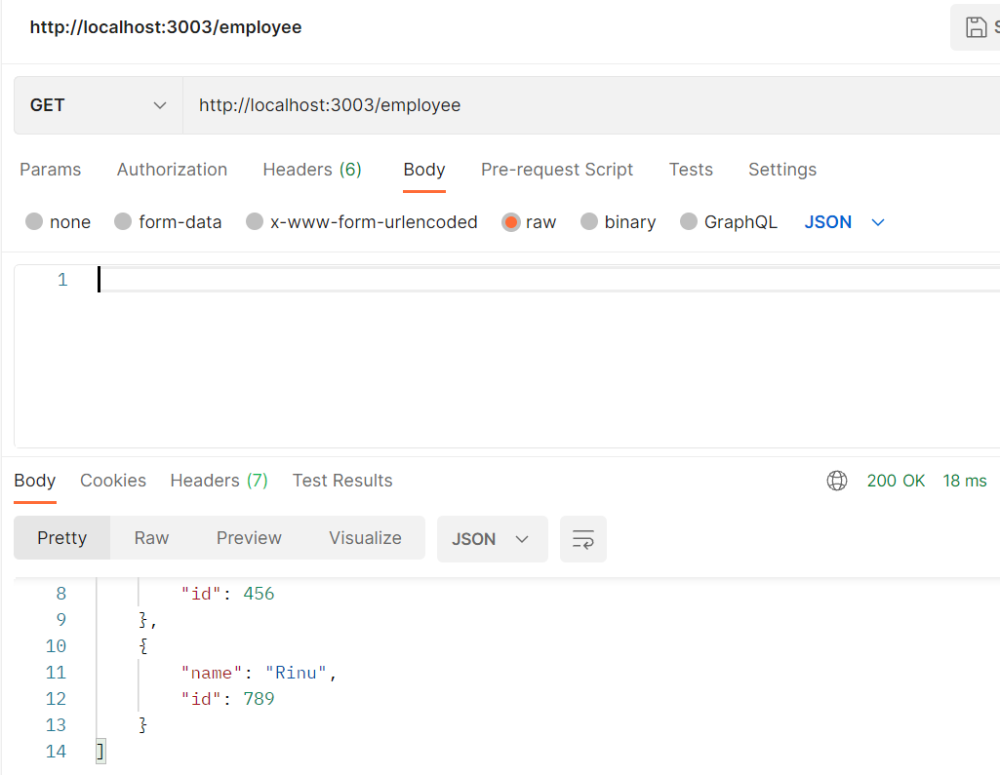 http://localhost:3003/employee
GET http://localhost:3003/employee
Params Authorization Headers (6) Body Pre-request Script Tests Settings
none form-data x-www-form-urlencoded raw binary GraphQL JSON
1
Body Cookies Headers (7) Test Results 200 OK 18 ms
Pretty Raw Preview Visualize JSON
8 "id": 456
9 },
10 {
11 "name": "Rinu",
12 "id": 789
13 }
14 ]